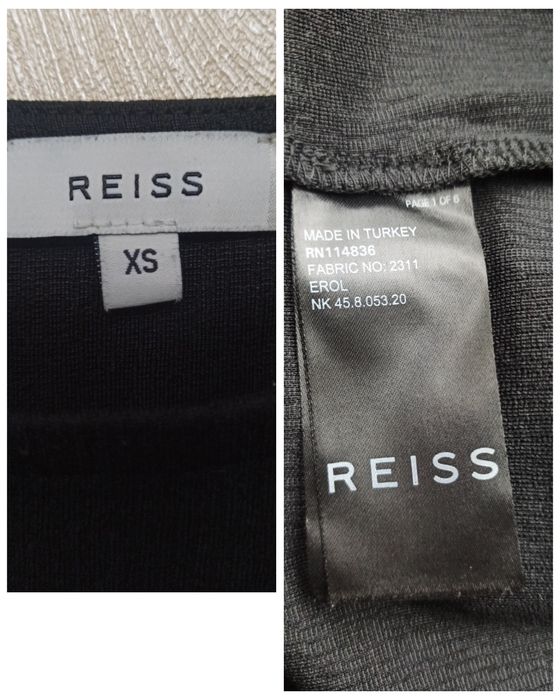 REISS
XS
PAGE 1 OF 6
MADE IN TURKEY
RN114836
FABRIC NO: 2311
EROL
NK 45.8.053.20
REISS